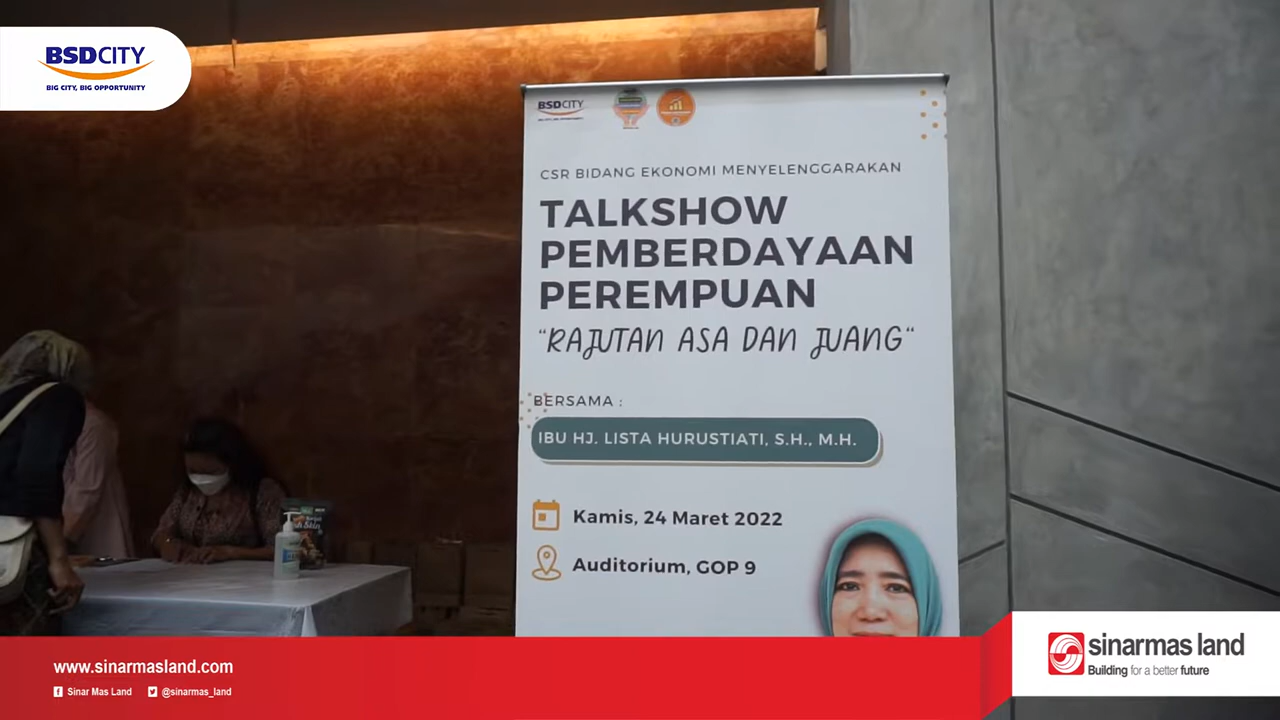 BSDCITY
BIG CITY, BIG OPPORTUNITY
BSDCITY
CSR BIDANG EKONOMI MENYELENGGARAKAN
TALKSHOW
PEMBERDAYAAN
PEREMPUAN
"RAJUTAN ASA DAN JUANG"
BERSAMA :
IBU HJ. LISTA HURUSTIATI, S.H., M.H.
Kamis, 24 Maret 2022
Auditorium, GOP 9
www.sinarmasland.com
Sinar Mas Land @sinarmas_land
sinarmas land
Building for a better future